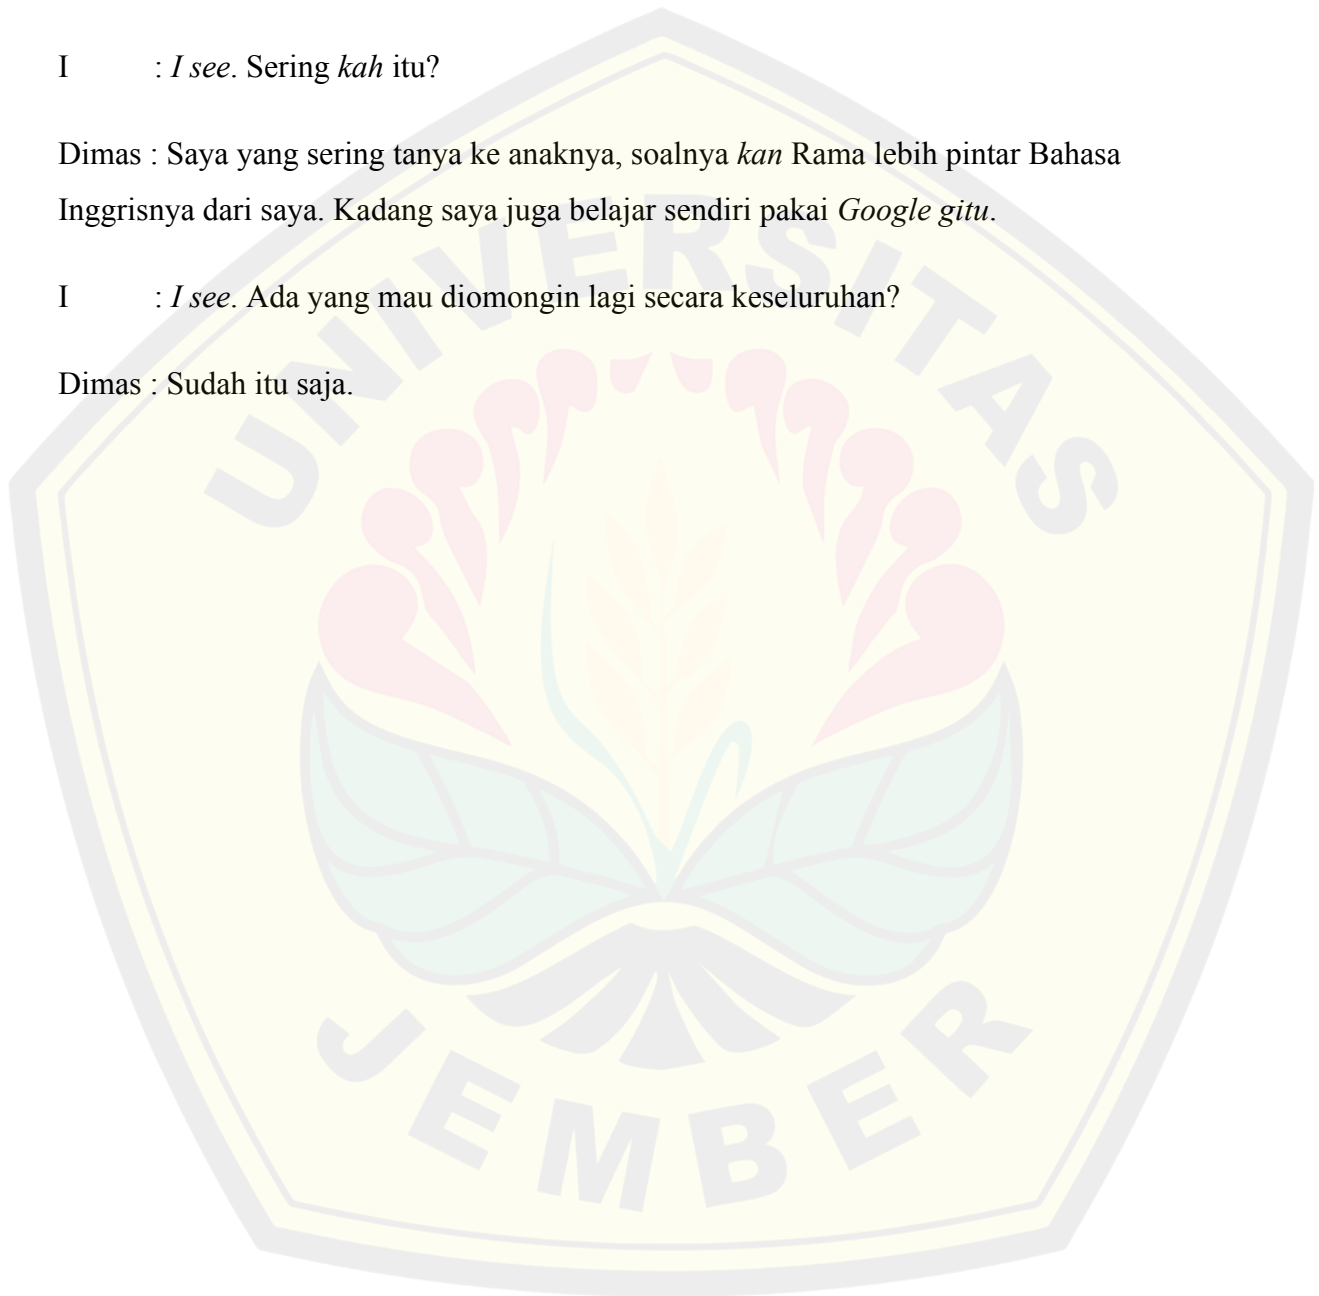 I : I see. Sering kah itu?
Dimas : Saya yang sering tanya ke anaknya, soalnya kan Rama lebih pintar Bahasa
Inggrisnya dari saya. Kadang saya juga belajar sendiri pakai Google gitu.
I : I see. Ada yang mau diomongin lagi secara keseluruhan?
Dimas : Sudah itu saja.
UNIVERSITAS
JEMBER